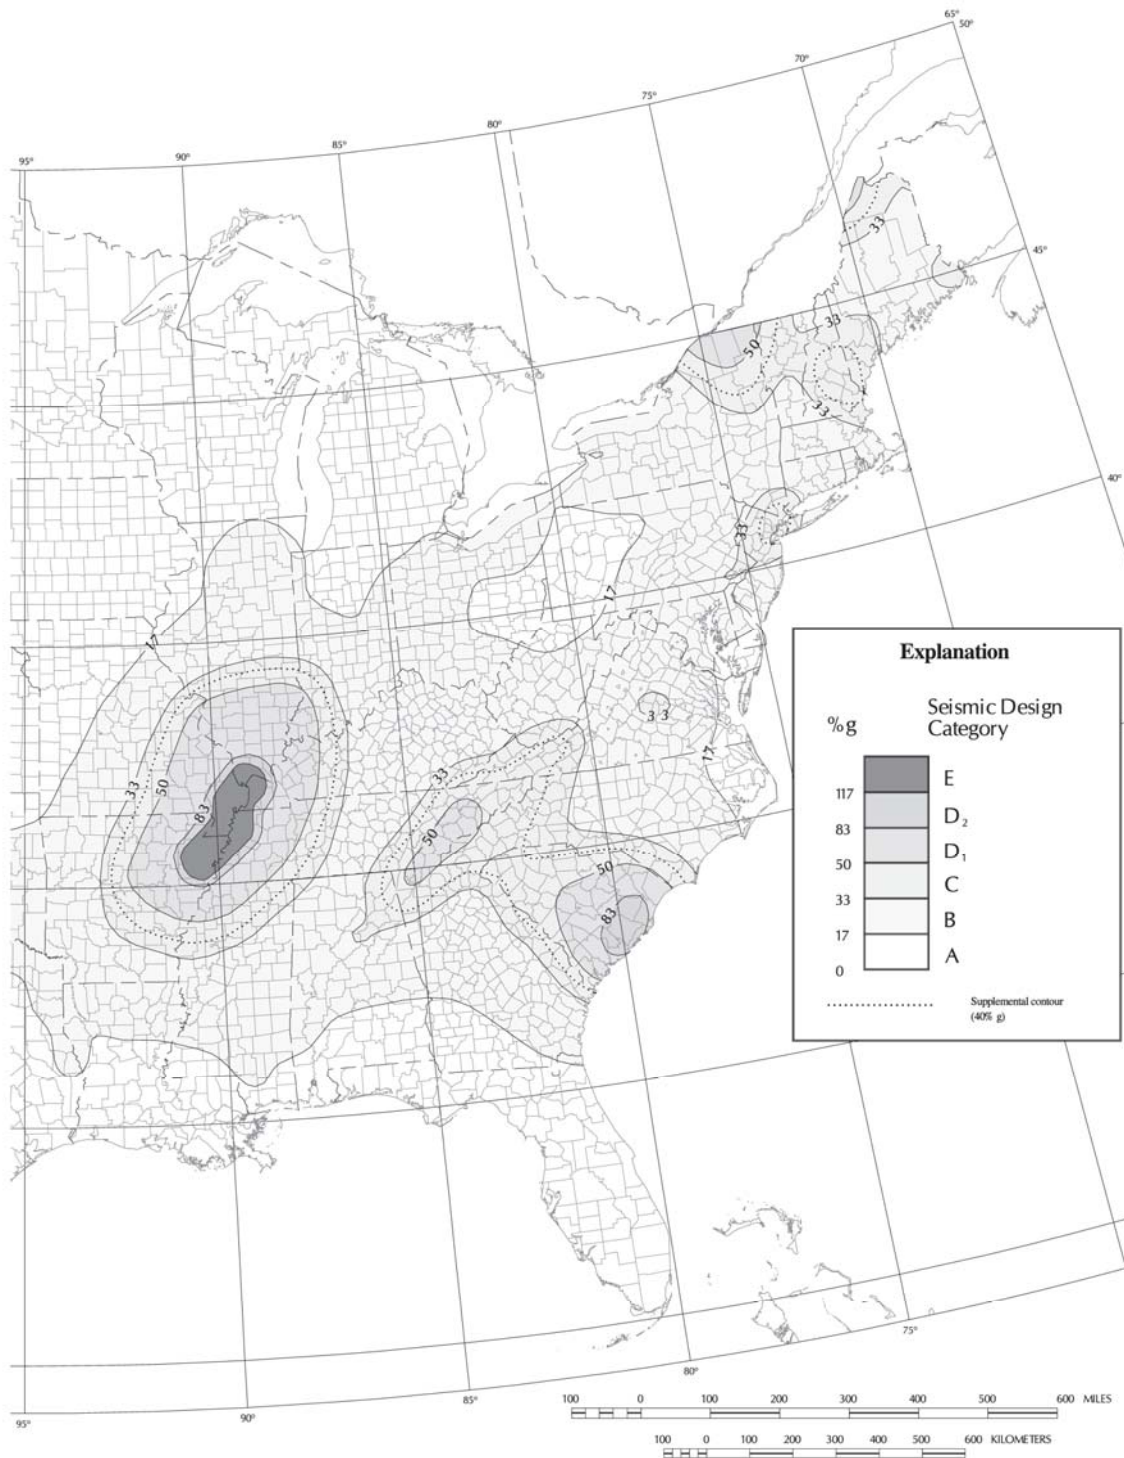 65°
50°
70°
75°
80°
85°
90°
95°
33
45°
33
50
33
40°
33
17
17
Explanation
%g
Seismic Design
Category
E
117
D₂
83
D₁
50
C
33
B
17
A
0
Supplemental contour
(40% g)
33
17
33
50
33
83
50
50
83
75°
80°
85°
90°
95°
100 0 100 200 300 400 500 600 MILES
100 0 100 200 300 400 500 600 KILOMETERS